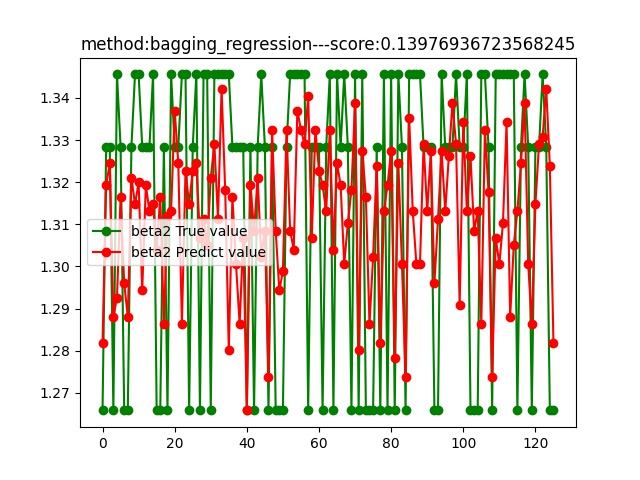 method:bagging_regression---score:0.13976936723568245
1.34
1.33
1.32
1.31
1.30
1.29
1.28
1.27
beta2 True value
beta2 Predict value
0 20 40 60 80 100 120